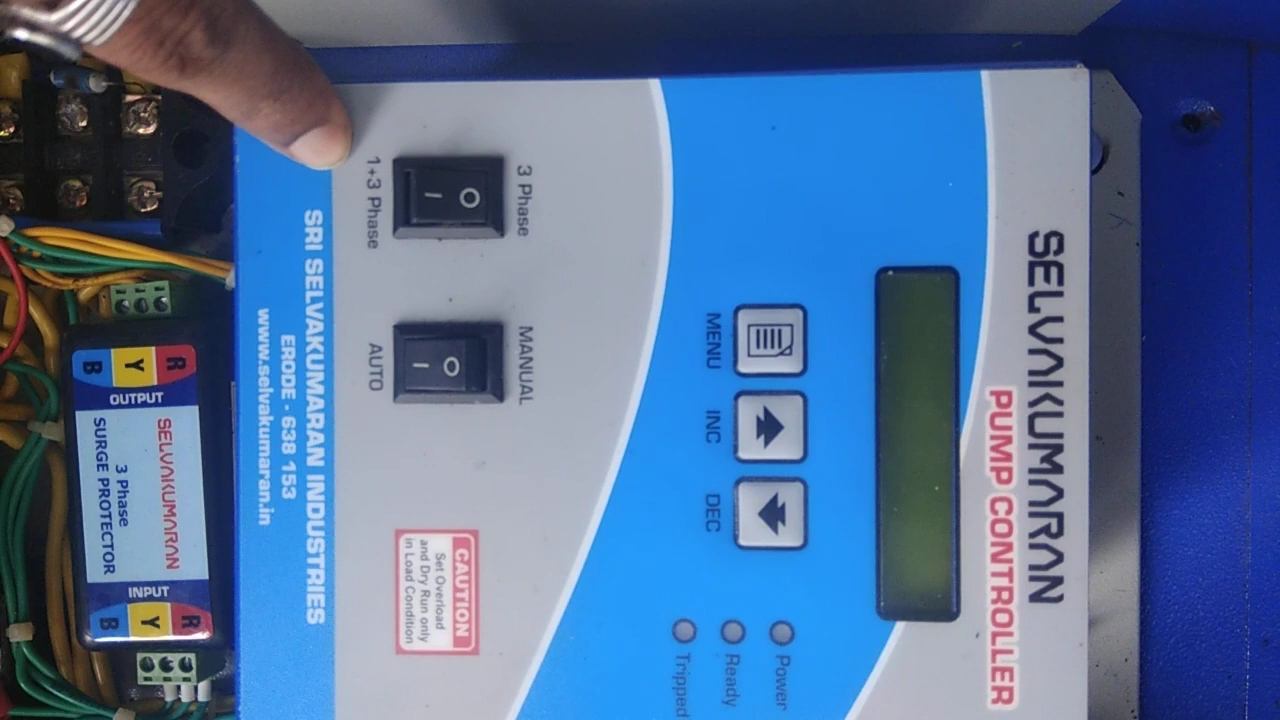 SELVAKUMARAN
PUMP CONTROLLER
Power
Ready
Tripped
MENU
INC
DEC
3 Phase
1+3 Phase
MANUAL
AUTO
CAUTION
Set Overload
and Dry Run only
in Load Condition
SRI SELVAKUMARAN INDUSTRIES
ERODE - 638 153
www.selvakumaran.in
R
Y
B
OUTPUT
SELVAKUMARAN
3 Phase
SURGE PROTECTOR
INPUT
R
Y
B